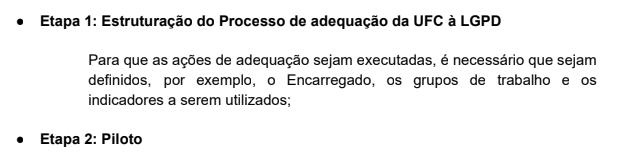 ● Etapa 1: Estruturação do Processo de adequação da UFC à LGPD
Para que as ações de adequação sejam executadas, é necessário que sejam
definidos, por exemplo, o Encarregado, os grupos de trabalho e os
indicadores a serem utilizados;
● Etapa 2: Piloto